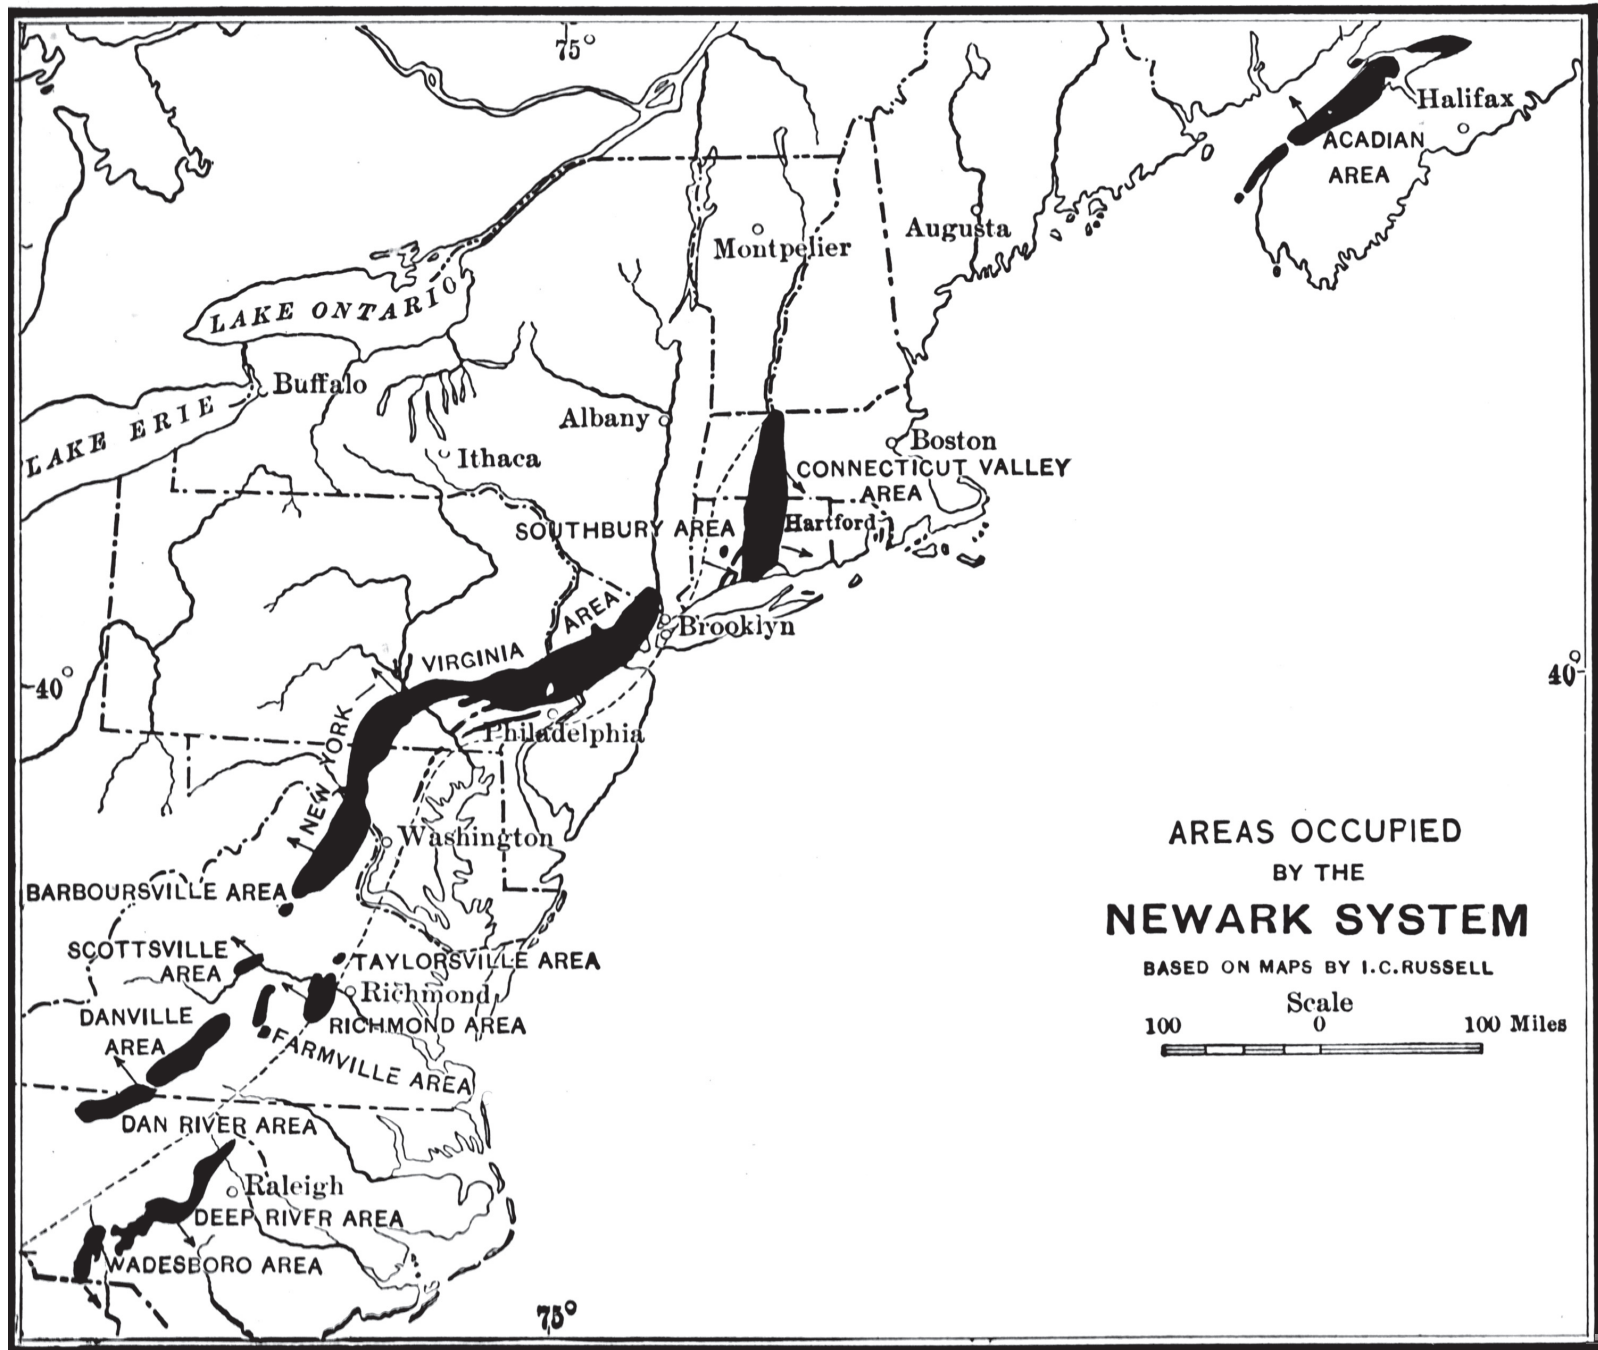 75°
Halifax
ACADIAN
AREA
Augusta
Montpelier
LAKE ONTARIO
Buffalo
LAKE ERIE
Albany
Boston
Ithaca
CONNECTICUT VALLEY
AREA
SOUTHBURY AREA
Hartford
Brooklyn
NEW YORK – VIRGINIA AREA
40°
40°
Philadelphia
Washington
BARBOURSVILLE AREA
SCOTTSVILLE
AREA
TAYLORSVILLE AREA
Richmond
RICHMOND AREA
DANVILLE
AREA
FARMVILLE AREA
DAN RIVER AREA
Raleigh
DEEP RIVER AREA
WADESBORO AREA
75°
AREAS OCCUPIED
BY THE
NEWARK SYSTEM
BASED ON MAPS BY I.C.RUSSELL
Scale
100 0 100 Miles